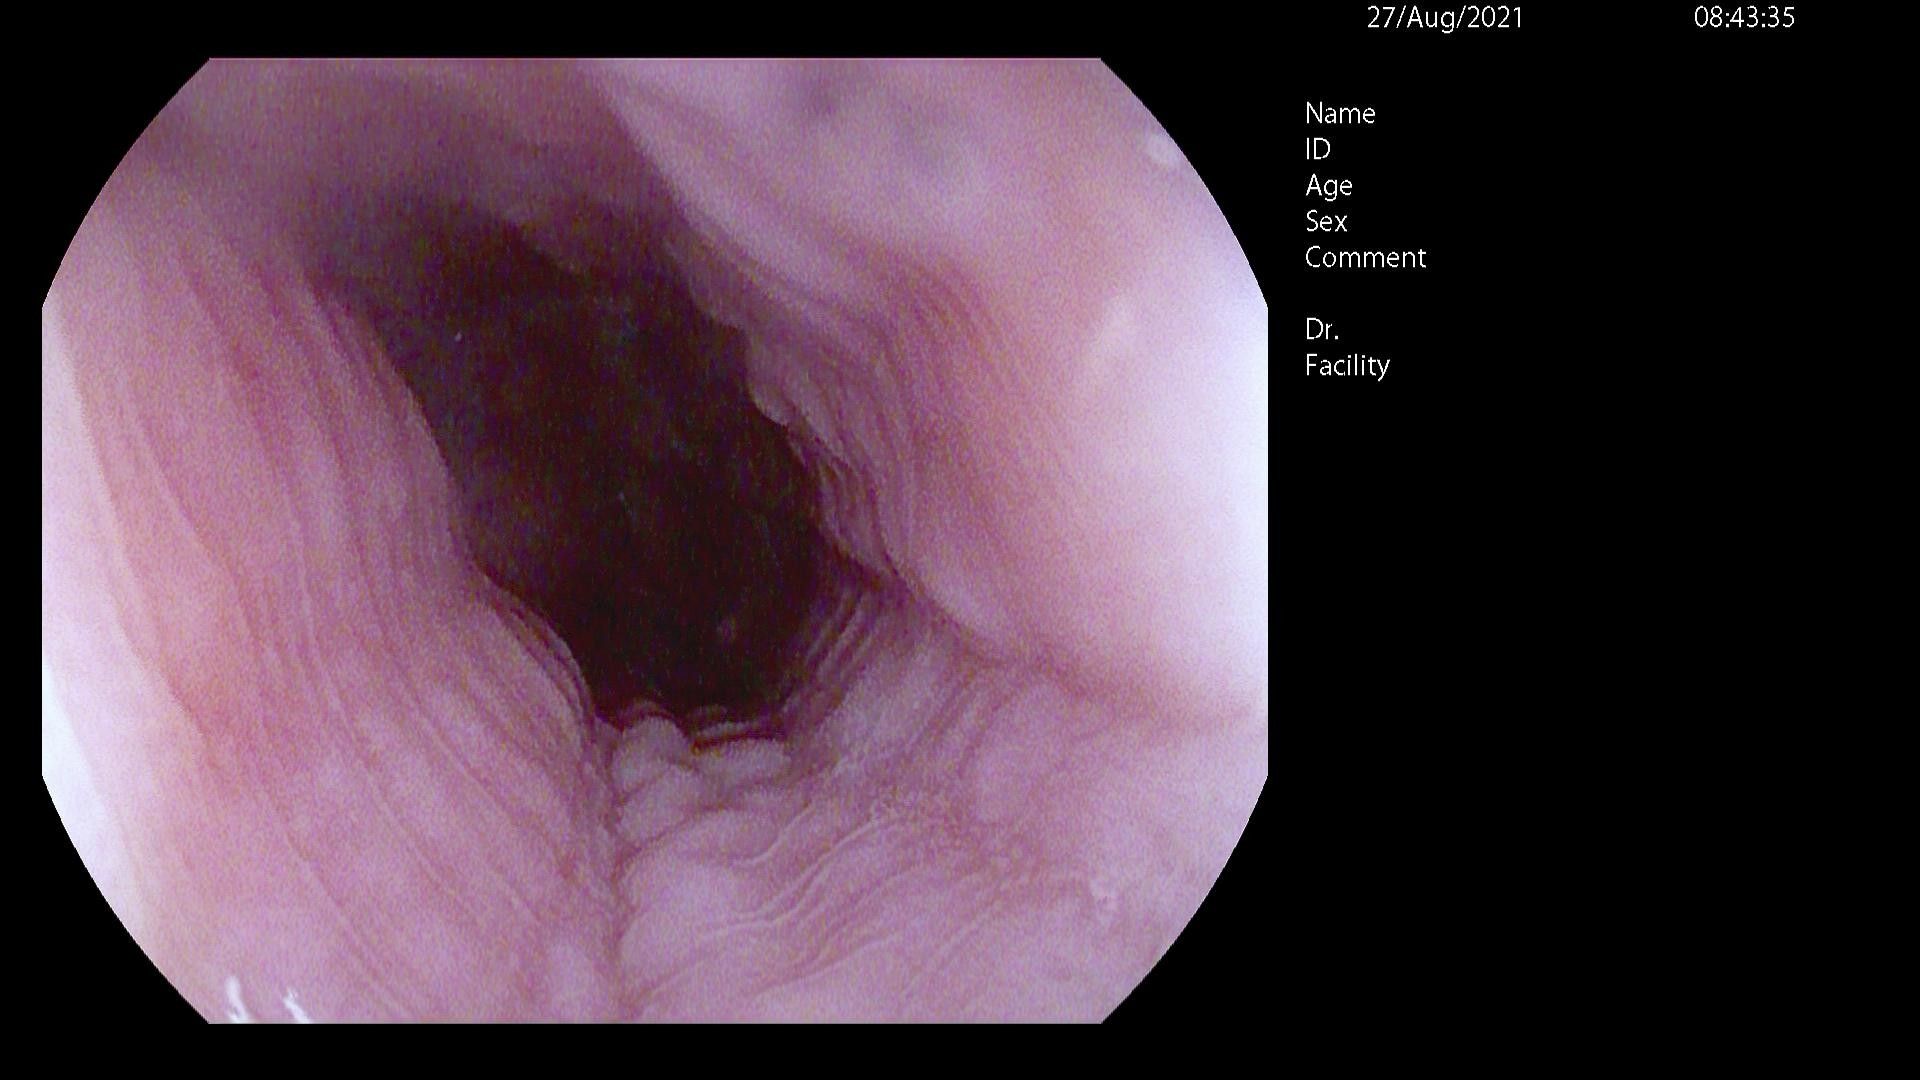 27/Aug/2021 08:43:35
Name
ID
Age
Sex
Comment
Dr.
Facility